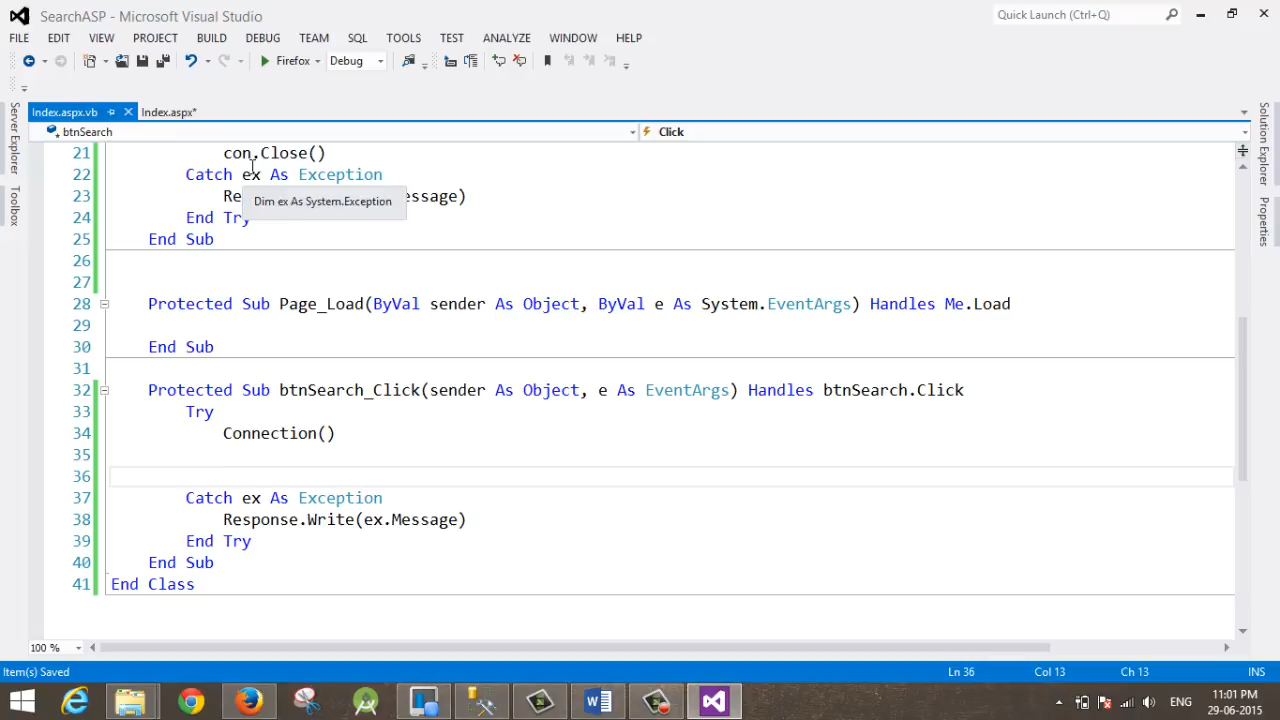 SearchASP - Microsoft Visual Studio
Quick Launch (Ctrl+Q)
FILE EDIT VIEW PROJECT BUILD DEBUG TEAM SQL TOOLS TEST ANALYZE WINDOW HELP
Firefox Debug
Index.aspx.vb Index.aspx*
btnSearch Click
21 con.Close()
22 Catch ex As Exception
23 Re essage)
Dim ex As System.Exception
24 End Try
25 End Sub
26
27
28 Protected Sub Page_Load(ByVal sender As Object, ByVal e As System.EventArgs) Handles Me.Load
29
30 End Sub
31
32 Protected Sub btnSearch_Click(sender As Object, e As EventArgs) Handles btnSearch.Click
33 Try
34 Connection()
35
36
37 Catch ex As Exception
38 Response.Write(ex.Message)
39 End Try
40 End Sub
41 End Class
Server Explorer
Toolbox
Solution Explorer
Properties
100 %
Item(s) Saved Ln 36 Col 13 Ch 13 INS
ENG 11:01 PM
29-06-2015